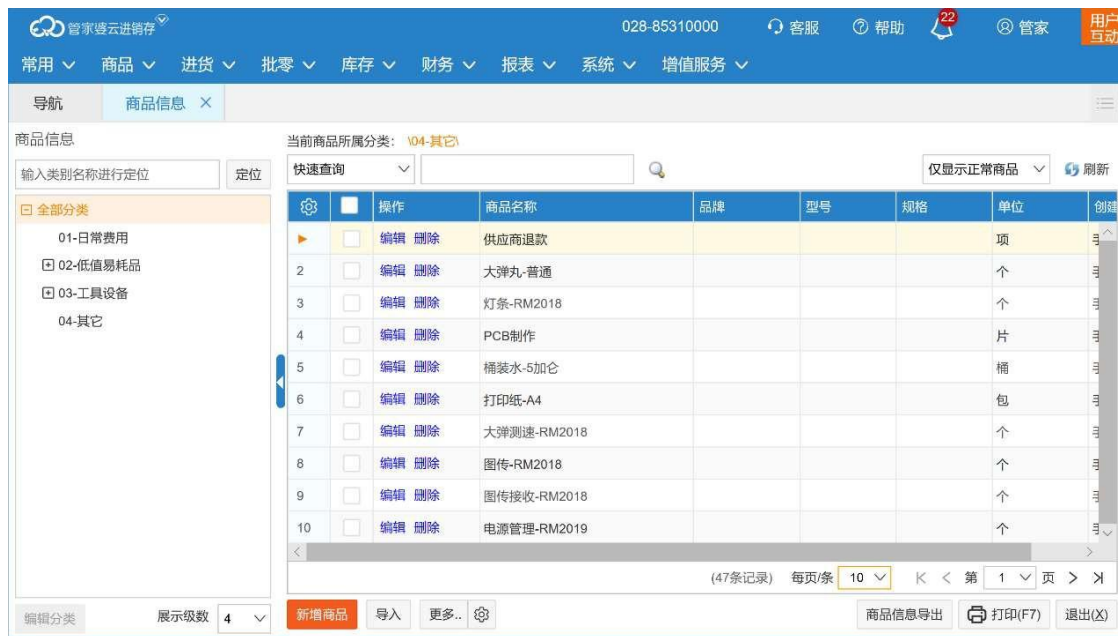 管家婆云进销存 028-85310000 客服 帮助 22 管家 用户互动
常用 商品 进货 批零 库存 财务 报表 系统 增值服务
导航 商品信息
商品信息
输入类别名称进行定位 定位
全部分类
01-日常费用
02-低值易耗品
03-工具设备
04-其它
编辑分类 展示级数 4
当前商品所属分类： \04-其它\
快速查询 仅显示正常商品 刷新
操作 商品名称 品牌 型号 规格 单位 创建
编辑 删除 供应商退款 项
2 编辑 删除 大弹丸-普通 个
3 编辑 删除 灯条-RM2018 个
4 编辑 删除 PCB制作 片
5 编辑 删除 桶装水-5加仑 桶
6 编辑 删除 打印纸-A4 包
7 编辑 删除 大弹测速-RM2018 个
8 编辑 删除 图传-RM2018 个
9 编辑 删除 图传接收-RM2018 个
10 编辑 删除 电源管理-RM2019 个
(47条记录) 每页/条 10 第 1 页
新增商品 导入 更多.. 商品信息导出 打印(F7) 退出(X)